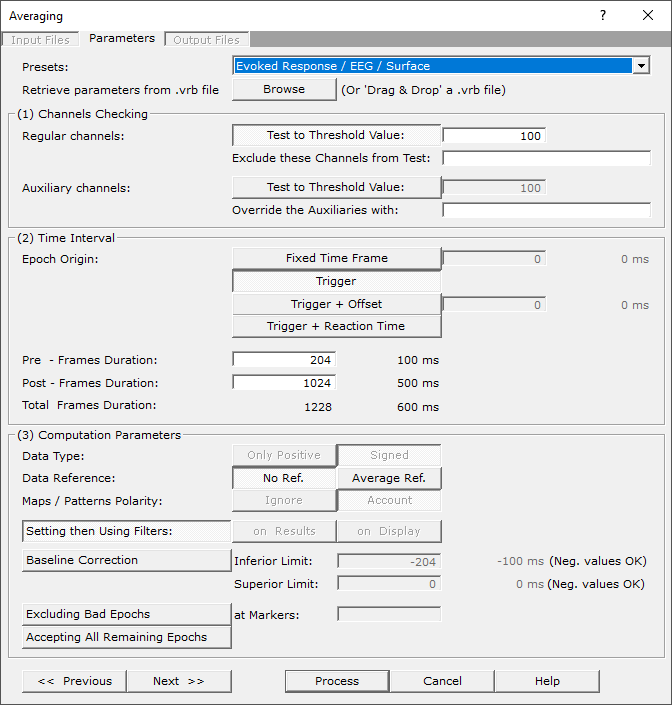 Averaging ?
Input Files Parameters Output Files
Presets: Evoked Response / EEG / Surface
Retrieve parameters from .vrb file Browse (Or 'Drag & Drop' a .vrb file)
(1) Channels Checking
Regular channels: Test to Threshold Value: 100
Exclude these Channels from Test:
Auxiliary channels: Test to Threshold Value: 100
Override the Auxiliaries with:
(2) Time Interval
Epoch Origin: Fixed Time Frame 0 0 ms
Trigger
Trigger + Offset 0 0 ms
Trigger + Reaction Time
Pre - Frames Duration: 204 100 ms
Post - Frames Duration: 1024 500 ms
Total Frames Duration: 1228 600 ms
(3) Computation Parameters
Data Type: Only Positive Signed
Data Reference: No Ref. Average Ref.
Maps / Patterns Polarity: Ignore Account
Setting then Using Filters: on Results on Display
Baseline Correction Inferior Limit: -204 -100 ms (Neg. values OK)
Superior Limit: 0 0 ms (Neg. values OK)
Excluding Bad Epochs at Markers:
Accepting All Remaining Epochs
<< Previous Next >> Process Cancel Help